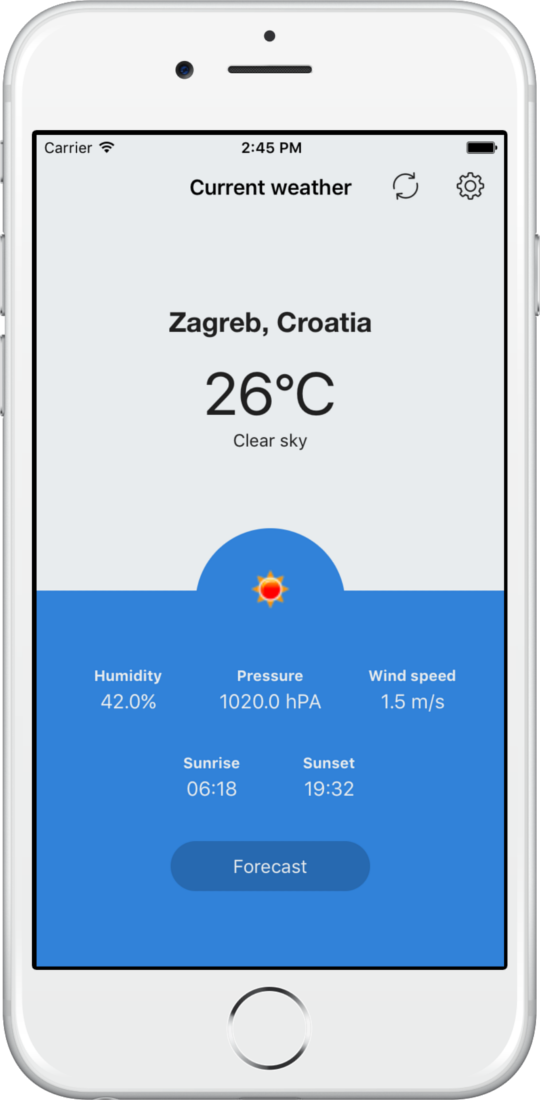 Carrier 2:45 PM
Current weather
Zagreb, Croatia
26°C
Clear sky
Humidity Pressure Wind speed
42.0% 1020.0 hPA 1.5 m/s
Sunrise Sunset
06:18 19:32
Forecast